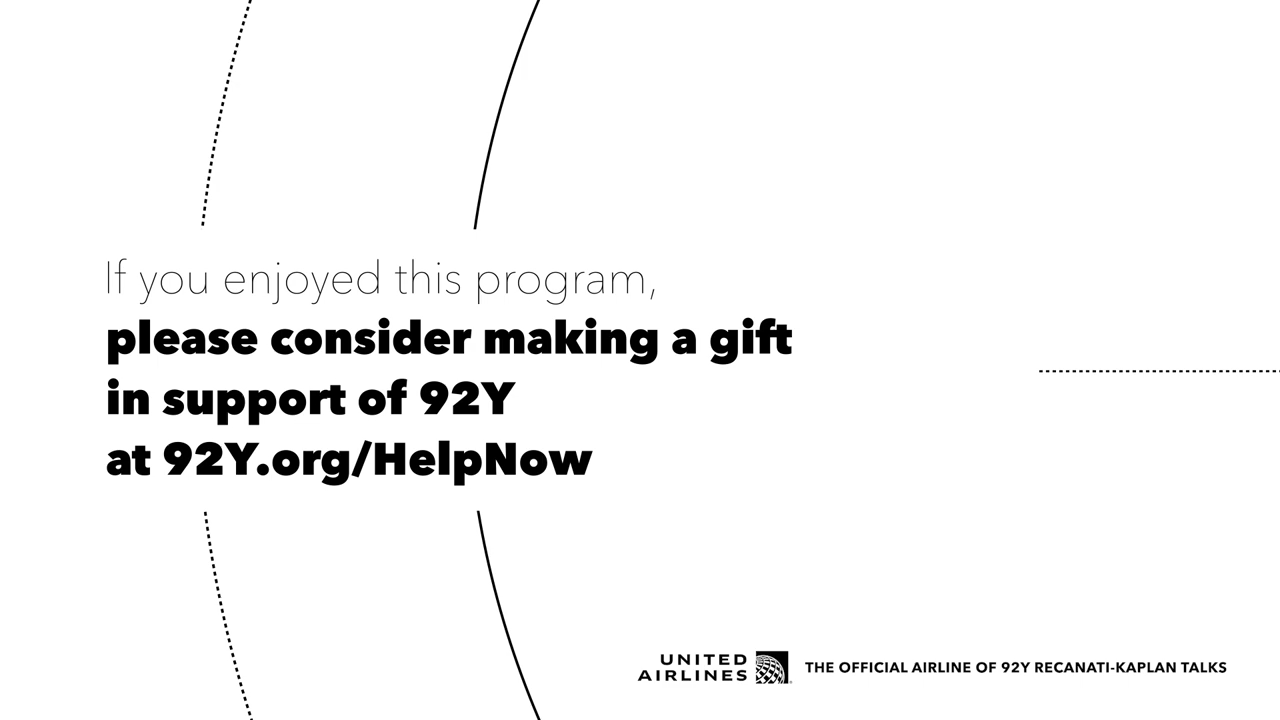 If you enjoyed this program,
please consider making a gift
in support of 92Y
at 92Y.org/HelpNow
UNITED
AIRLINES
THE OFFICIAL AIRLINE OF 92Y RECANATI-KAPLAN TALKS